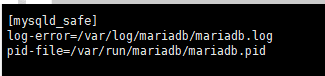 [mysqld_safe]
log-error=/var/log/mariadb/mariadb.log
pid-file=/var/run/mariadb/mariadb.pid